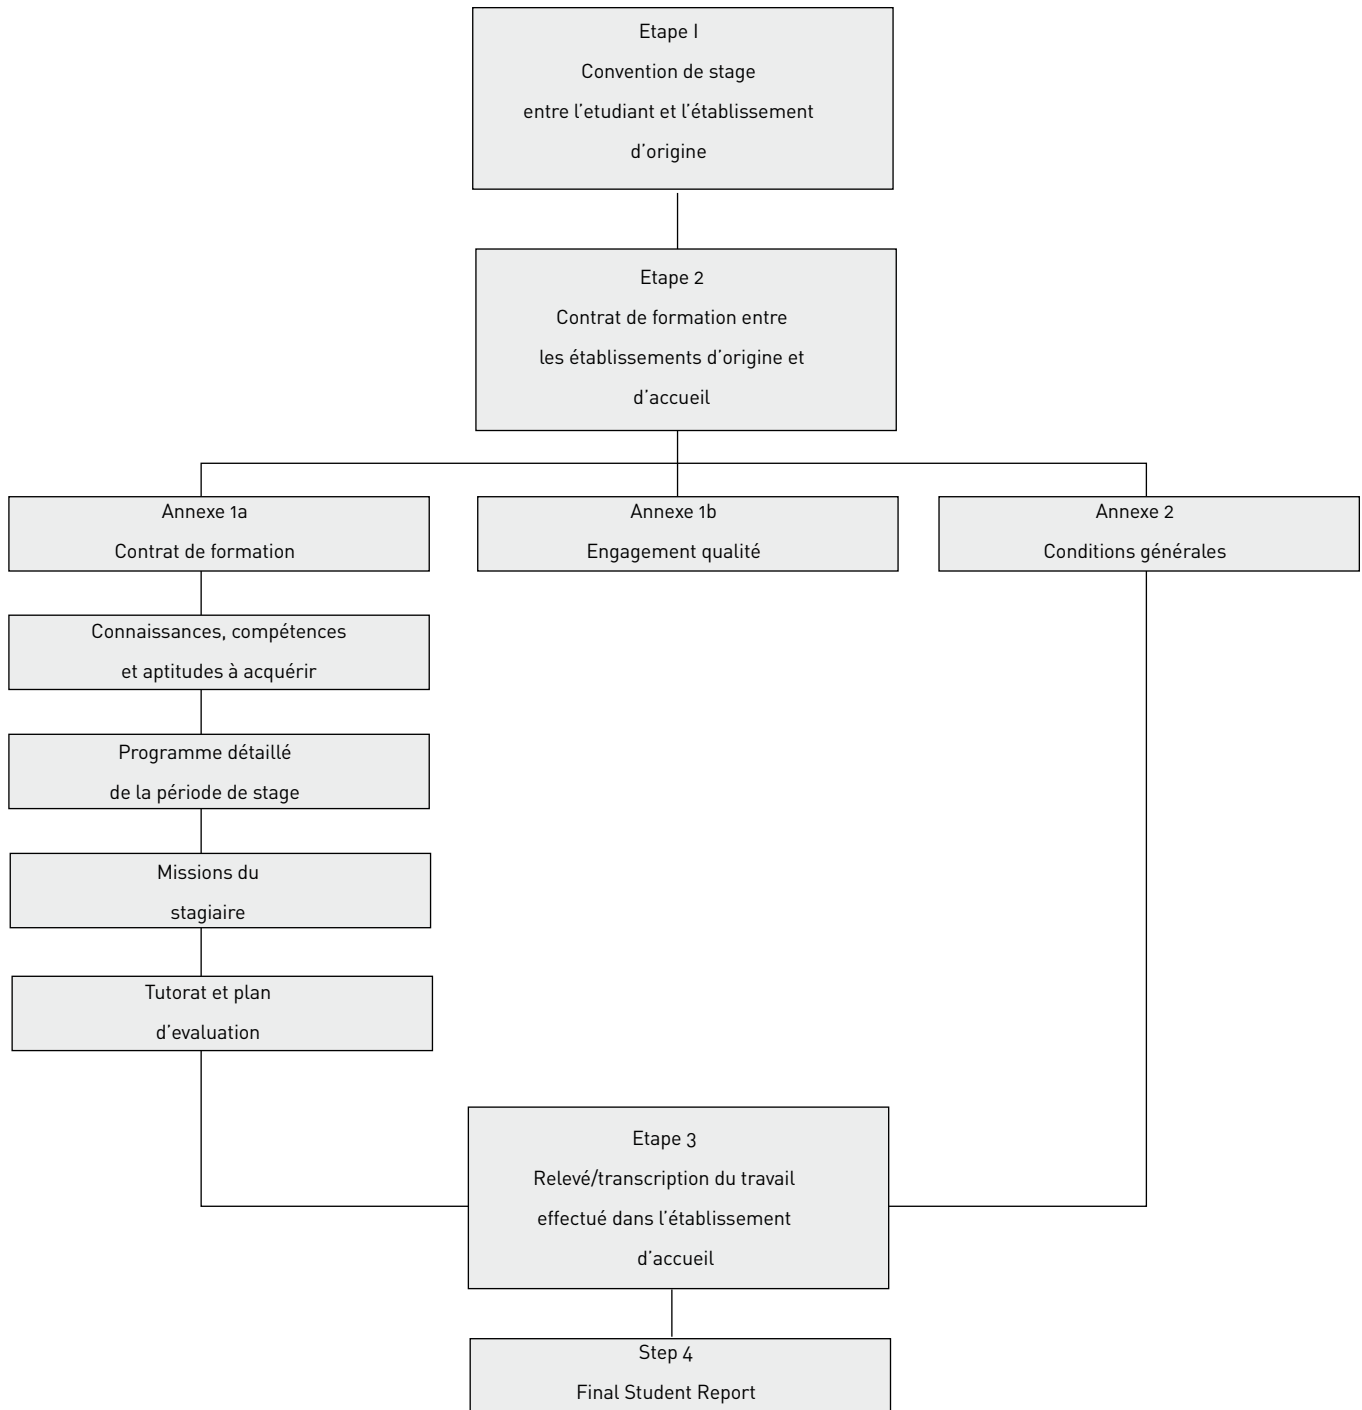 Etape I
Convention de stage
entre l'etudiant et l'établissement
d'origine
Etape 2
Contrat de formation entre
les établissements d'origine et
d'accueil
Annexe 1a
Contrat de formation
Annexe 1b
Engagement qualité
Annexe 2
Conditions générales
Connaissances, compétences
et aptitudes à acquérir
Programme détaillé
de la période de stage
Missions du
stagiaire
Tutorat et plan
d'evaluation
Etape 3
Relevé/transcription du travail
effectué dans l'établissement
d'accueil
Step 4
Final Student Report